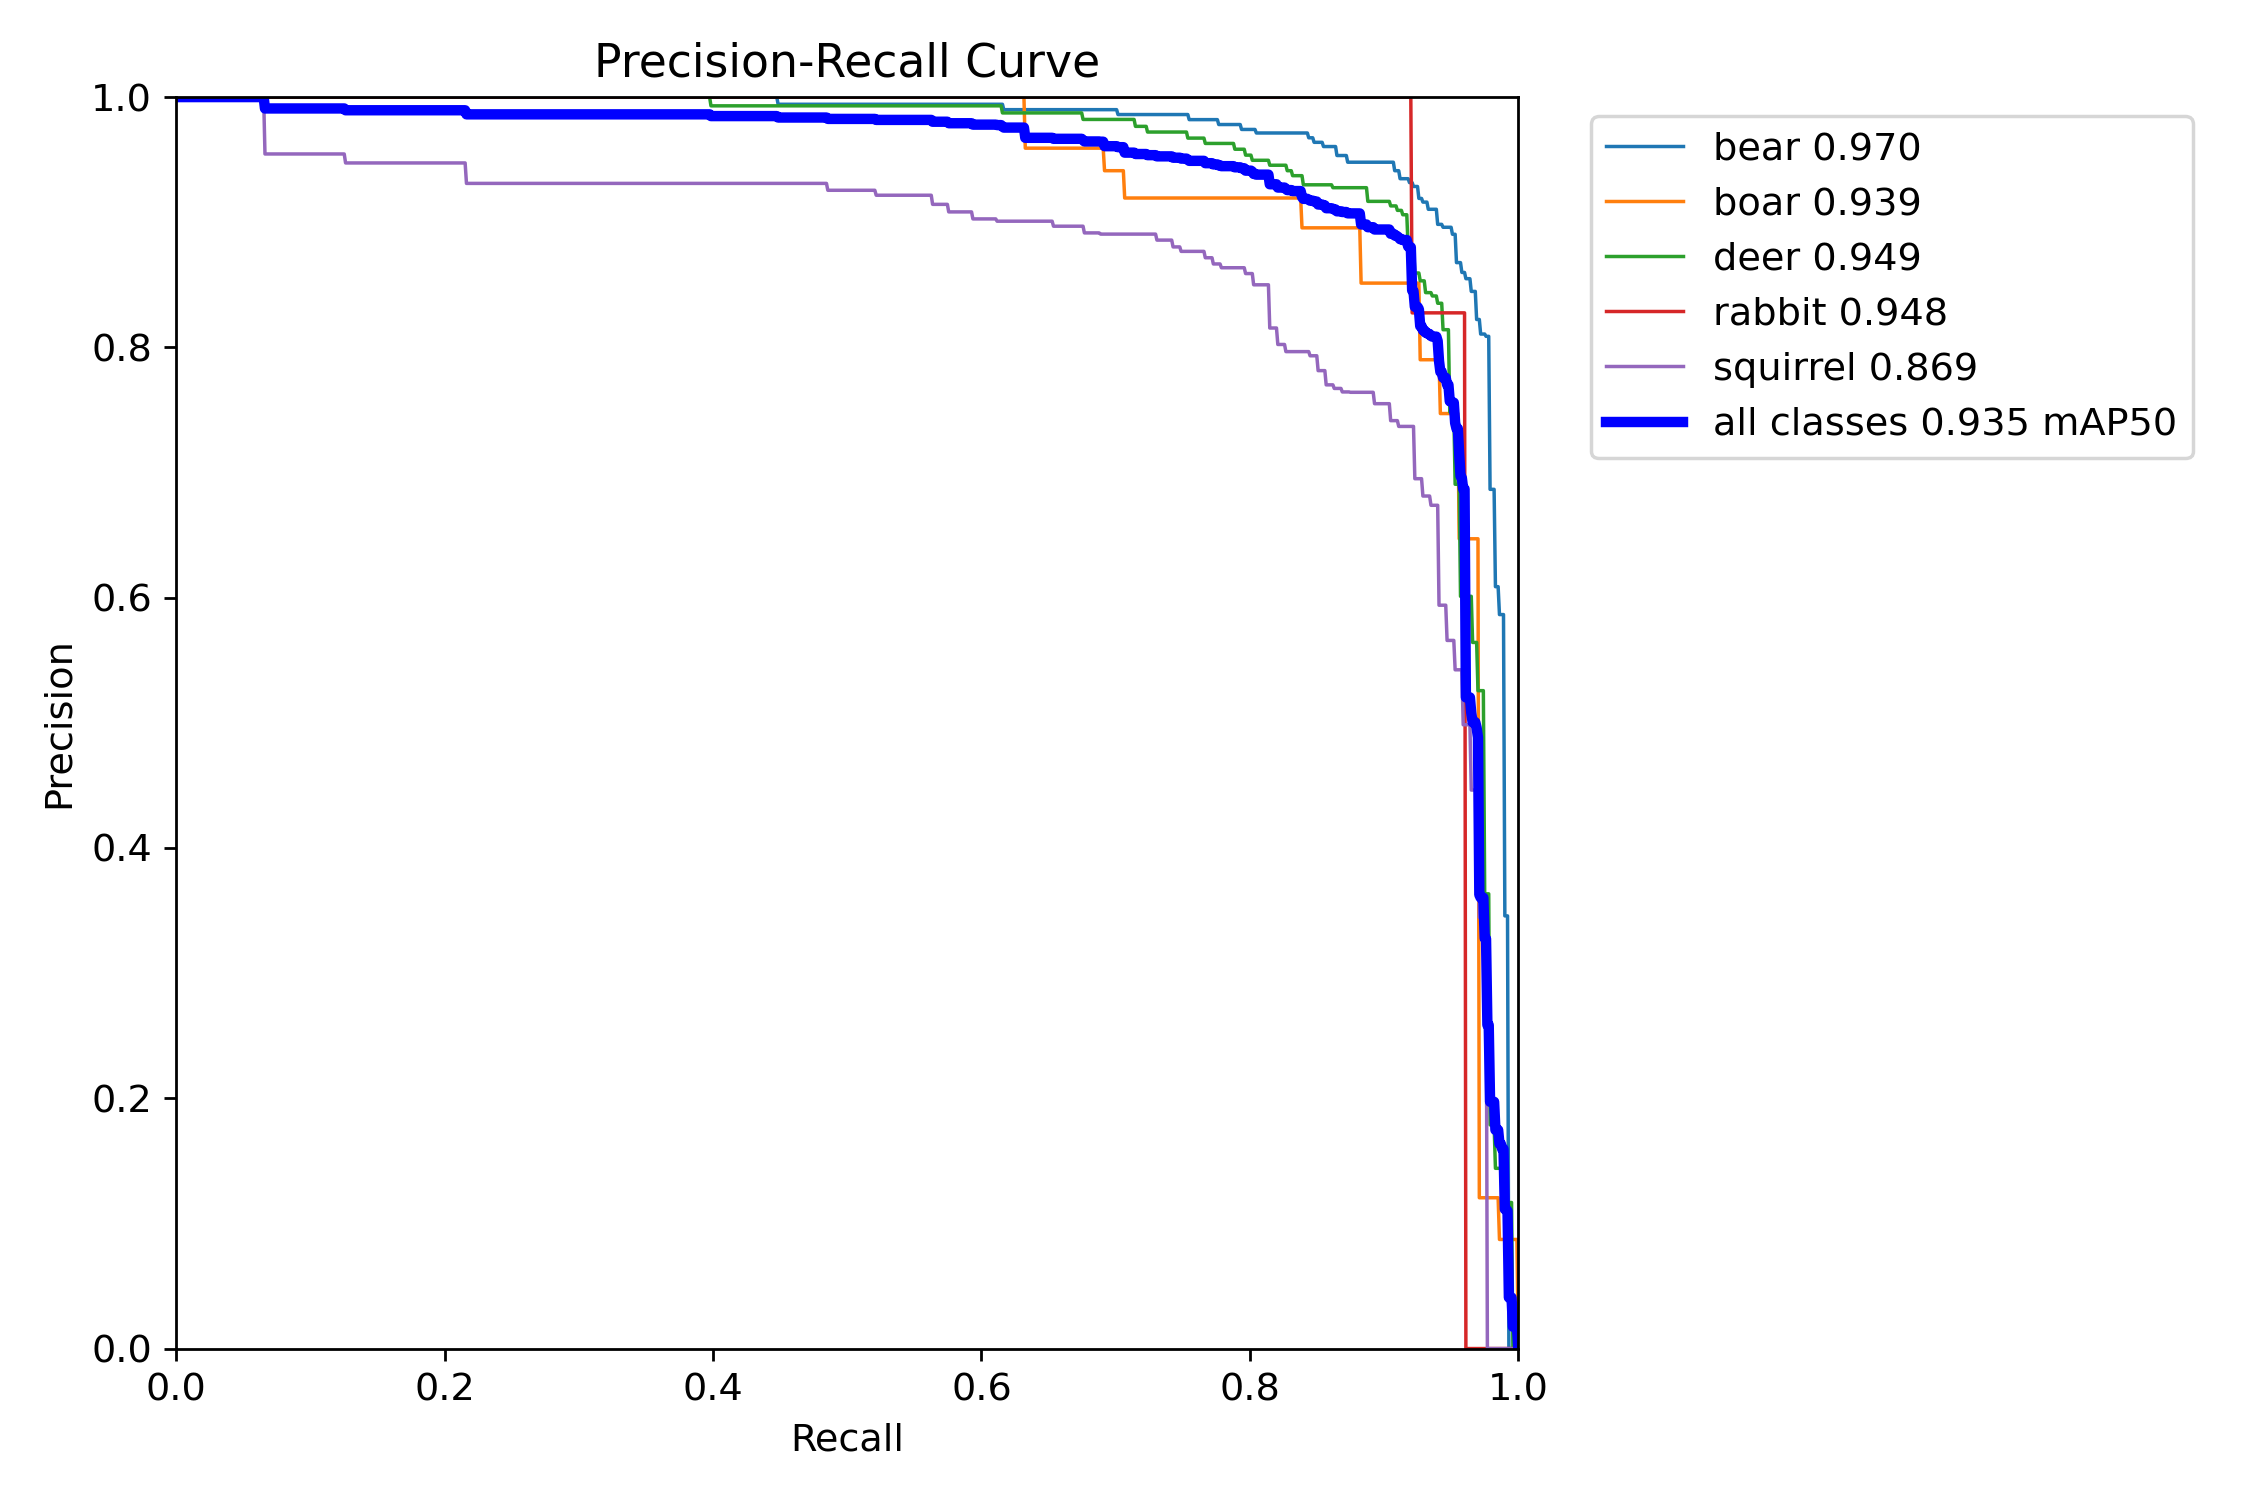 Precision-Recall Curve
1.0
0.8
0.6
0.4
0.2
0.0
Precision
0.0 0.2 0.4 0.6 0.8 1.0
Recall
bear 0.970
boar 0.939
deer 0.949
rabbit 0.948
squirrel 0.869
all classes 0.935 mAP50